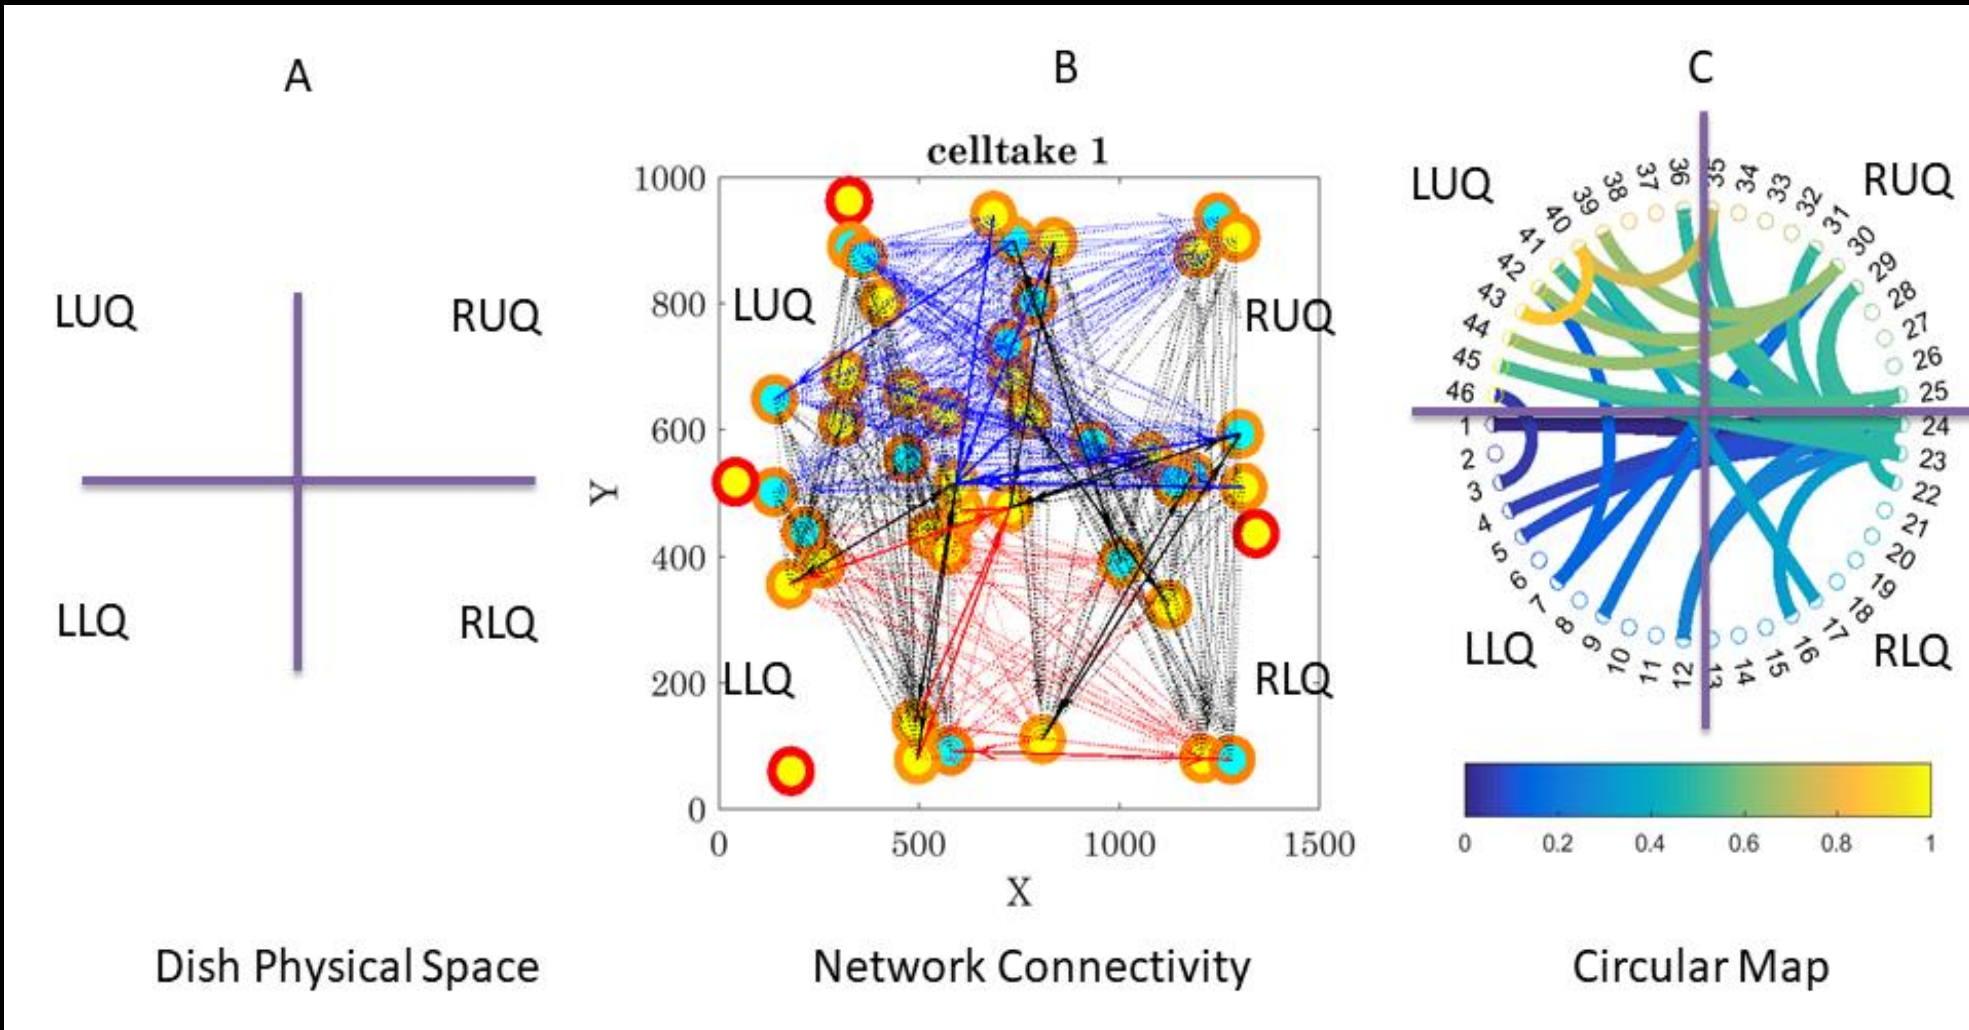 A
LUQ
RUQ
LLQ
RLQ
Dish Physical Space
B
celltake 1
1000
800
600
400
200
0
Y
0
500
1000
1500
X
LUQ
RUQ
LLQ
RLQ
Network Connectivity
C
LUQ
RUQ
LLQ
RLQ
1
2
3
4
5
6
7
8
9
10
11
12
13
14
15
16
17
18
19
20
21
22
23
24
25
26
27
28
29
30
31
32
33
34
35
36
37
38
39
40
41
42
43
44
45
46
0
0.2
0.4
0.6
0.8
1
Circular Map